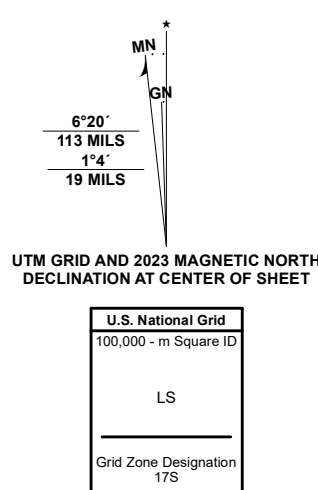 ★
MN
GN
6°20´
113 MILS
1°4´
19 MILS
UTM GRID AND 2023 MAGNETIC NORTH
DECLINATION AT CENTER OF SHEET
U.S. National Grid
100,000 - m Square ID
LS
Grid Zone Designation
17S